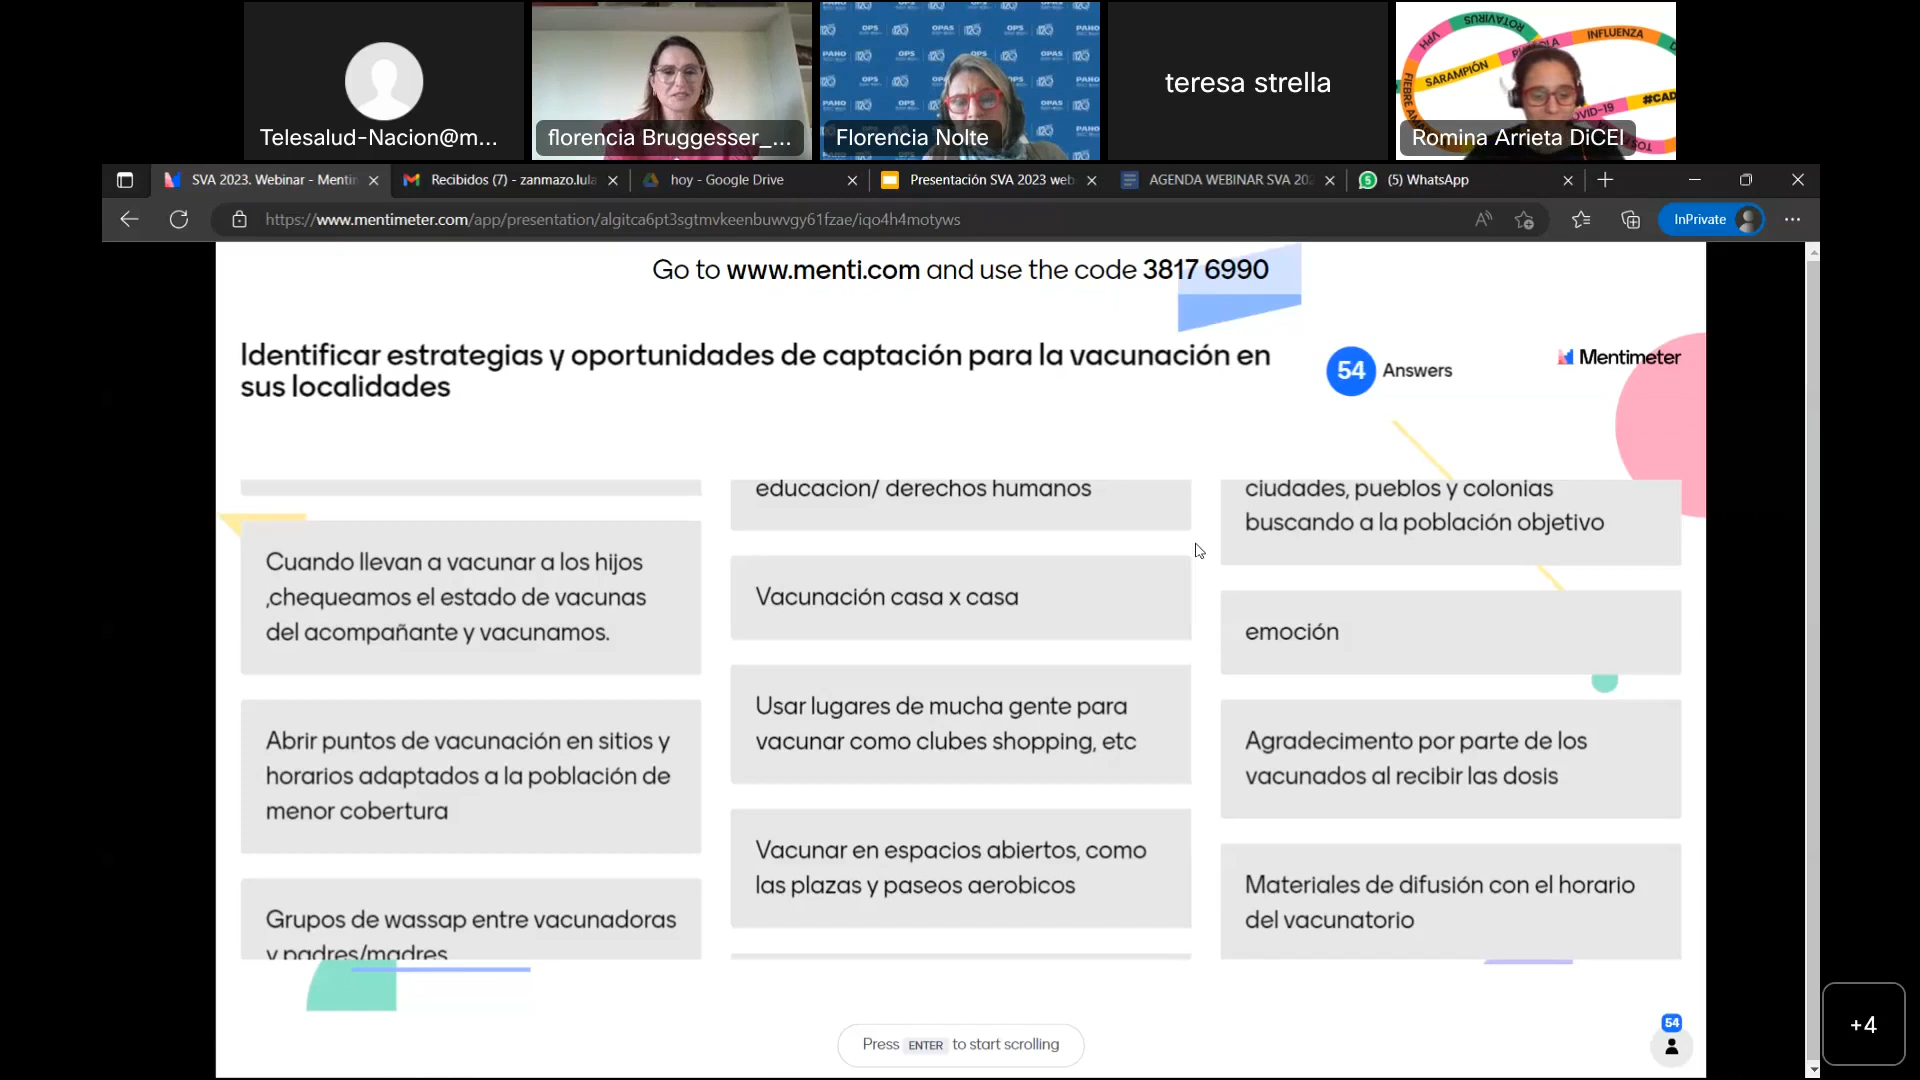 Telesalud-Nacion@m...
florencia Bruggesser_...
Florencia Nolte
teresa strella
Romina Arrieta DiCEI
VPH
ROTAVIRUS
INFLUENZA
SARAMPIÓN
#CAD
OPS
PAHO
OPAS
SVA 2023. Webinar - Mentin
Recibidos (7) - zanmazo.lula
hoy - Google Drive
Presentación SVA 2023 web
AGENDA WEBINAR SVA 202
(5) WhatsApp
https://www.mentimeter.com/app/presentation/algitca6pt3sgtmvkeenbuwvgy61fzae/iqo4h4motyws
InPrivate
Go to www.menti.com and use the code 3817 6990
Identificar estrategias y oportunidades de captación para la vacunación en
sus localidades
54 Answers
Mentimeter
Cuando llevan a vacunar a los hijos
,chequeamos el estado de vacunas
del acompañante y vacunamos.
Abrir puntos de vacunación en sitios y
horarios adaptados a la población de
menor cobertura
Grupos de wassap entre vacunadoras
y padres/madres
educacion/ derechos humanos
Vacunación casa x casa
Usar lugares de mucha gente para
vacunar como clubes shopping, etc
Vacunar en espacios abiertos, como
las plazas y paseos aerobicos
ciudades, pueblos y colonias
buscando a la población objetivo
emoción
Agradecimiento por parte de los
vacunados al recibir las dosis
Materiales de difusión con el horario
del vacunatorio
Press ENTER to start scrolling
54
+4